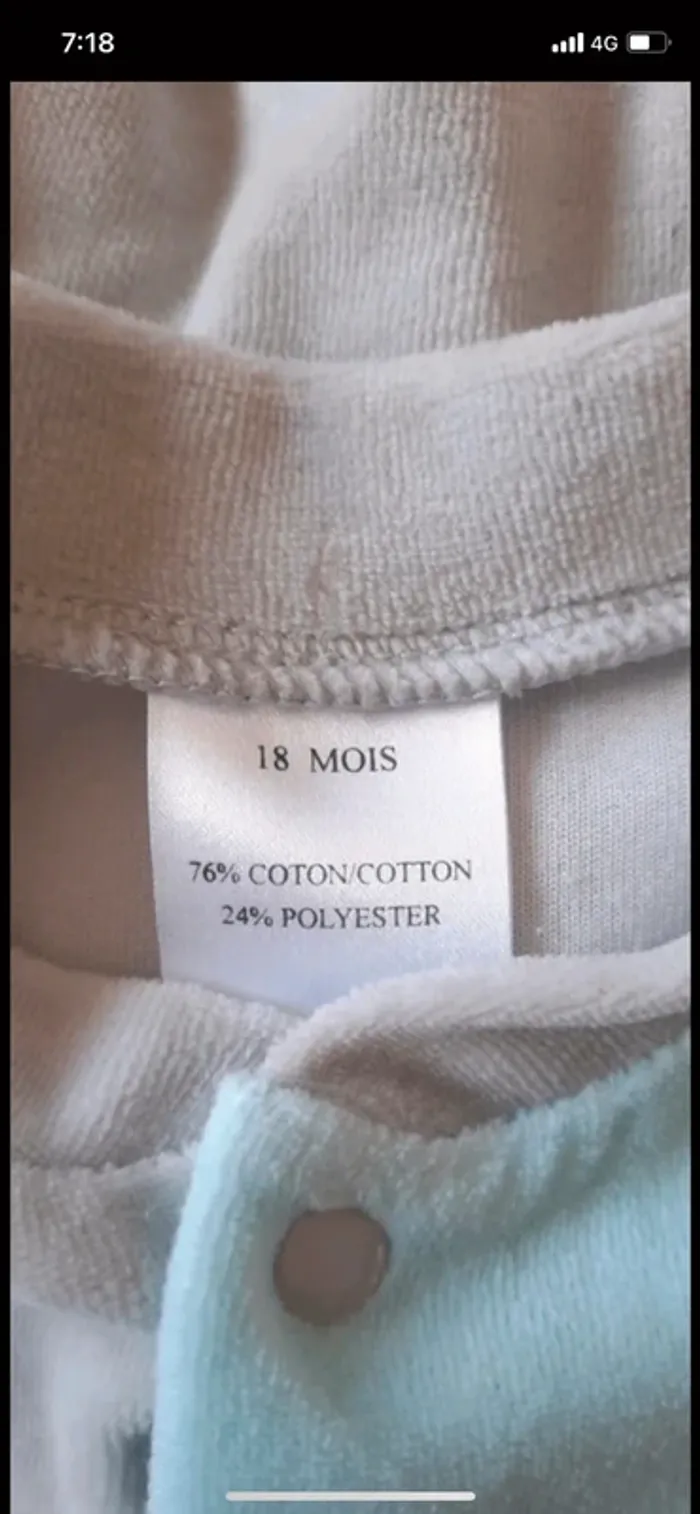 7:18
4G
18 MOIS
76% COTON/COTTON
24% POLYESTER